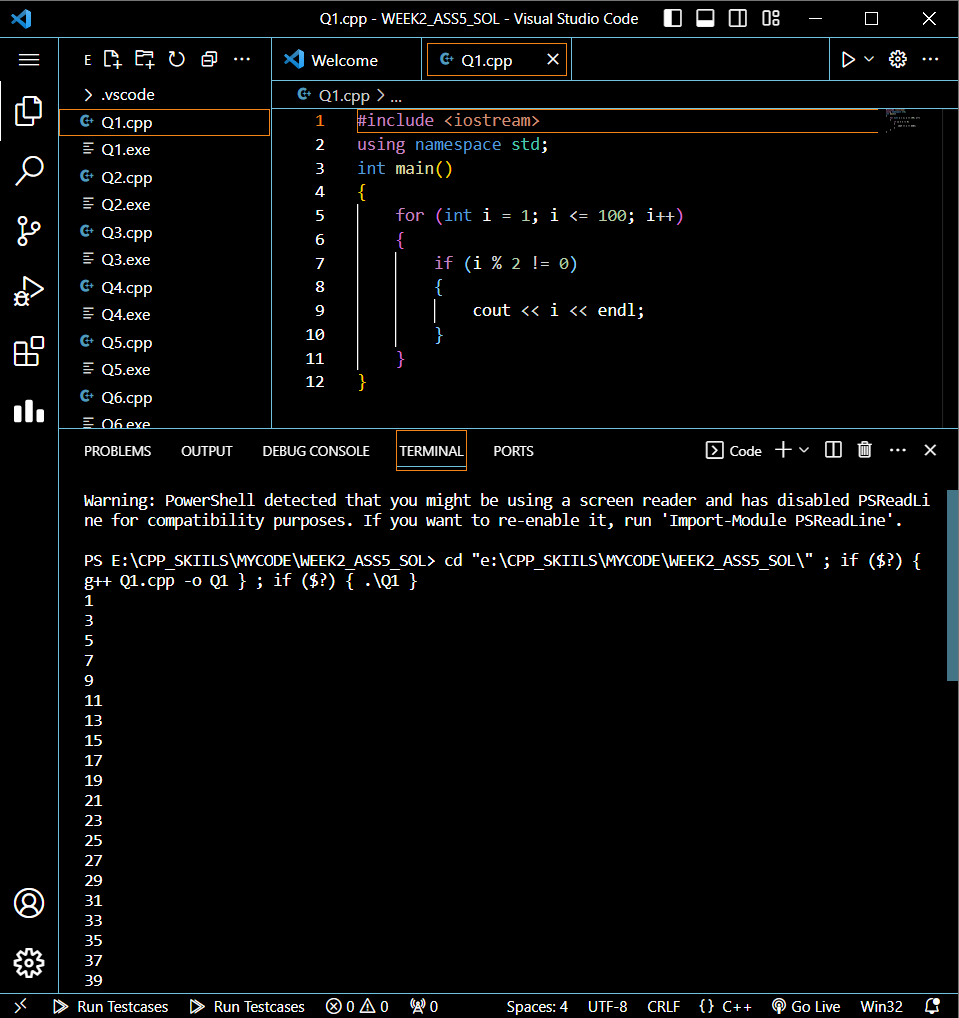 Q1.cpp - WEEK2_ASS5_SOL - Visual Studio Code
E
Welcome
Q1.cpp
.vscode
Q1.cpp
Q1.exe
Q2.cpp
Q2.exe
Q3.cpp
Q3.exe
Q4.cpp
Q4.exe
Q5.cpp
Q5.exe
Q6.cpp
Q6.exe
Q1.cpp > ...
1 #include <iostream>
2 using namespace std;
3 int main()
4 {
5 for (int i = 1; i <= 100; i++)
6 {
7 if (i % 2 != 0)
8 {
9 cout << i << endl;
10 }
11 }
12 }
PROBLEMS OUTPUT DEBUG CONSOLE TERMINAL PORTS
Code
Warning: PowerShell detected that you might be using a screen reader and has disabled PSReadLi
ne for compatibility purposes. If you want to re-enable it, run 'Import-Module PSReadLine'.
PS E:\CPP_SKIILS\MYCODE\WEEK2_ASS5_SOL> cd "e:\CPP_SKIILS\MYCODE\WEEK2_ASS5_SOL\" ; if ($?) {
g++ Q1.cpp -o Q1 } ; if ($?) { .\Q1 }
1
3
5
7
9
11
13
15
17
19
21
23
25
27
29
31
33
35
37
39
Run Testcases Run Testcases 0 0 0 Spaces: 4 UTF-8 CRLF {} C++ Go Live Win32